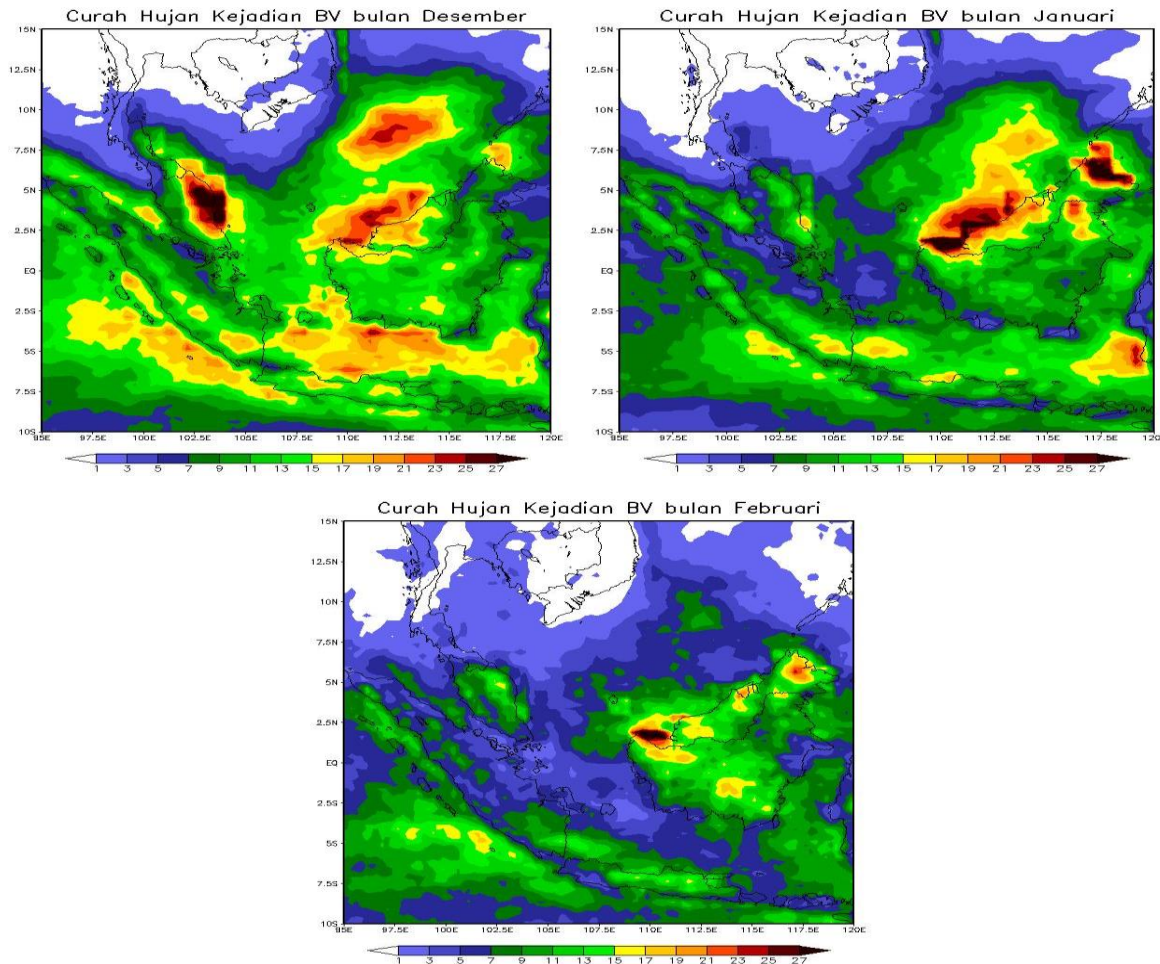 Curah Hujan Kejadian BV bulan Desember
15N
12.5N
10N
7.5N
5N
2.5N
EQ
2.5S
5S
7.5S
10S
95E 97.5E 100E 102.5E 105E 107.5E 110E 112.5E 115E 117.5E 120E
1 3 5 7 9 11 13 15 17 19 21 23 25 27
Curah Hujan Kejadian BV bulan Januari
15N
12.5N
10N
7.5N
5N
2.5N
EQ
2.5S
5S
7.5S
10S
95E 97.5E 100E 102.5E 105E 107.5E 110E 112.5E 115E 117.5E 120E
1 3 5 7 9 11 13 15 17 19 21 23 25 27
Curah Hujan Kejadian BV bulan Februari
15N
12.5N
10N
7.5N
5N
2.5N
EQ
2.5S
5S
7.5S
10S
95E 97.5E 100E 102.5E 105E 107.5E 110E 112.5E 115E 117.5E 120E
1 3 5 7 9 11 13 15 17 19 21 23 25 27